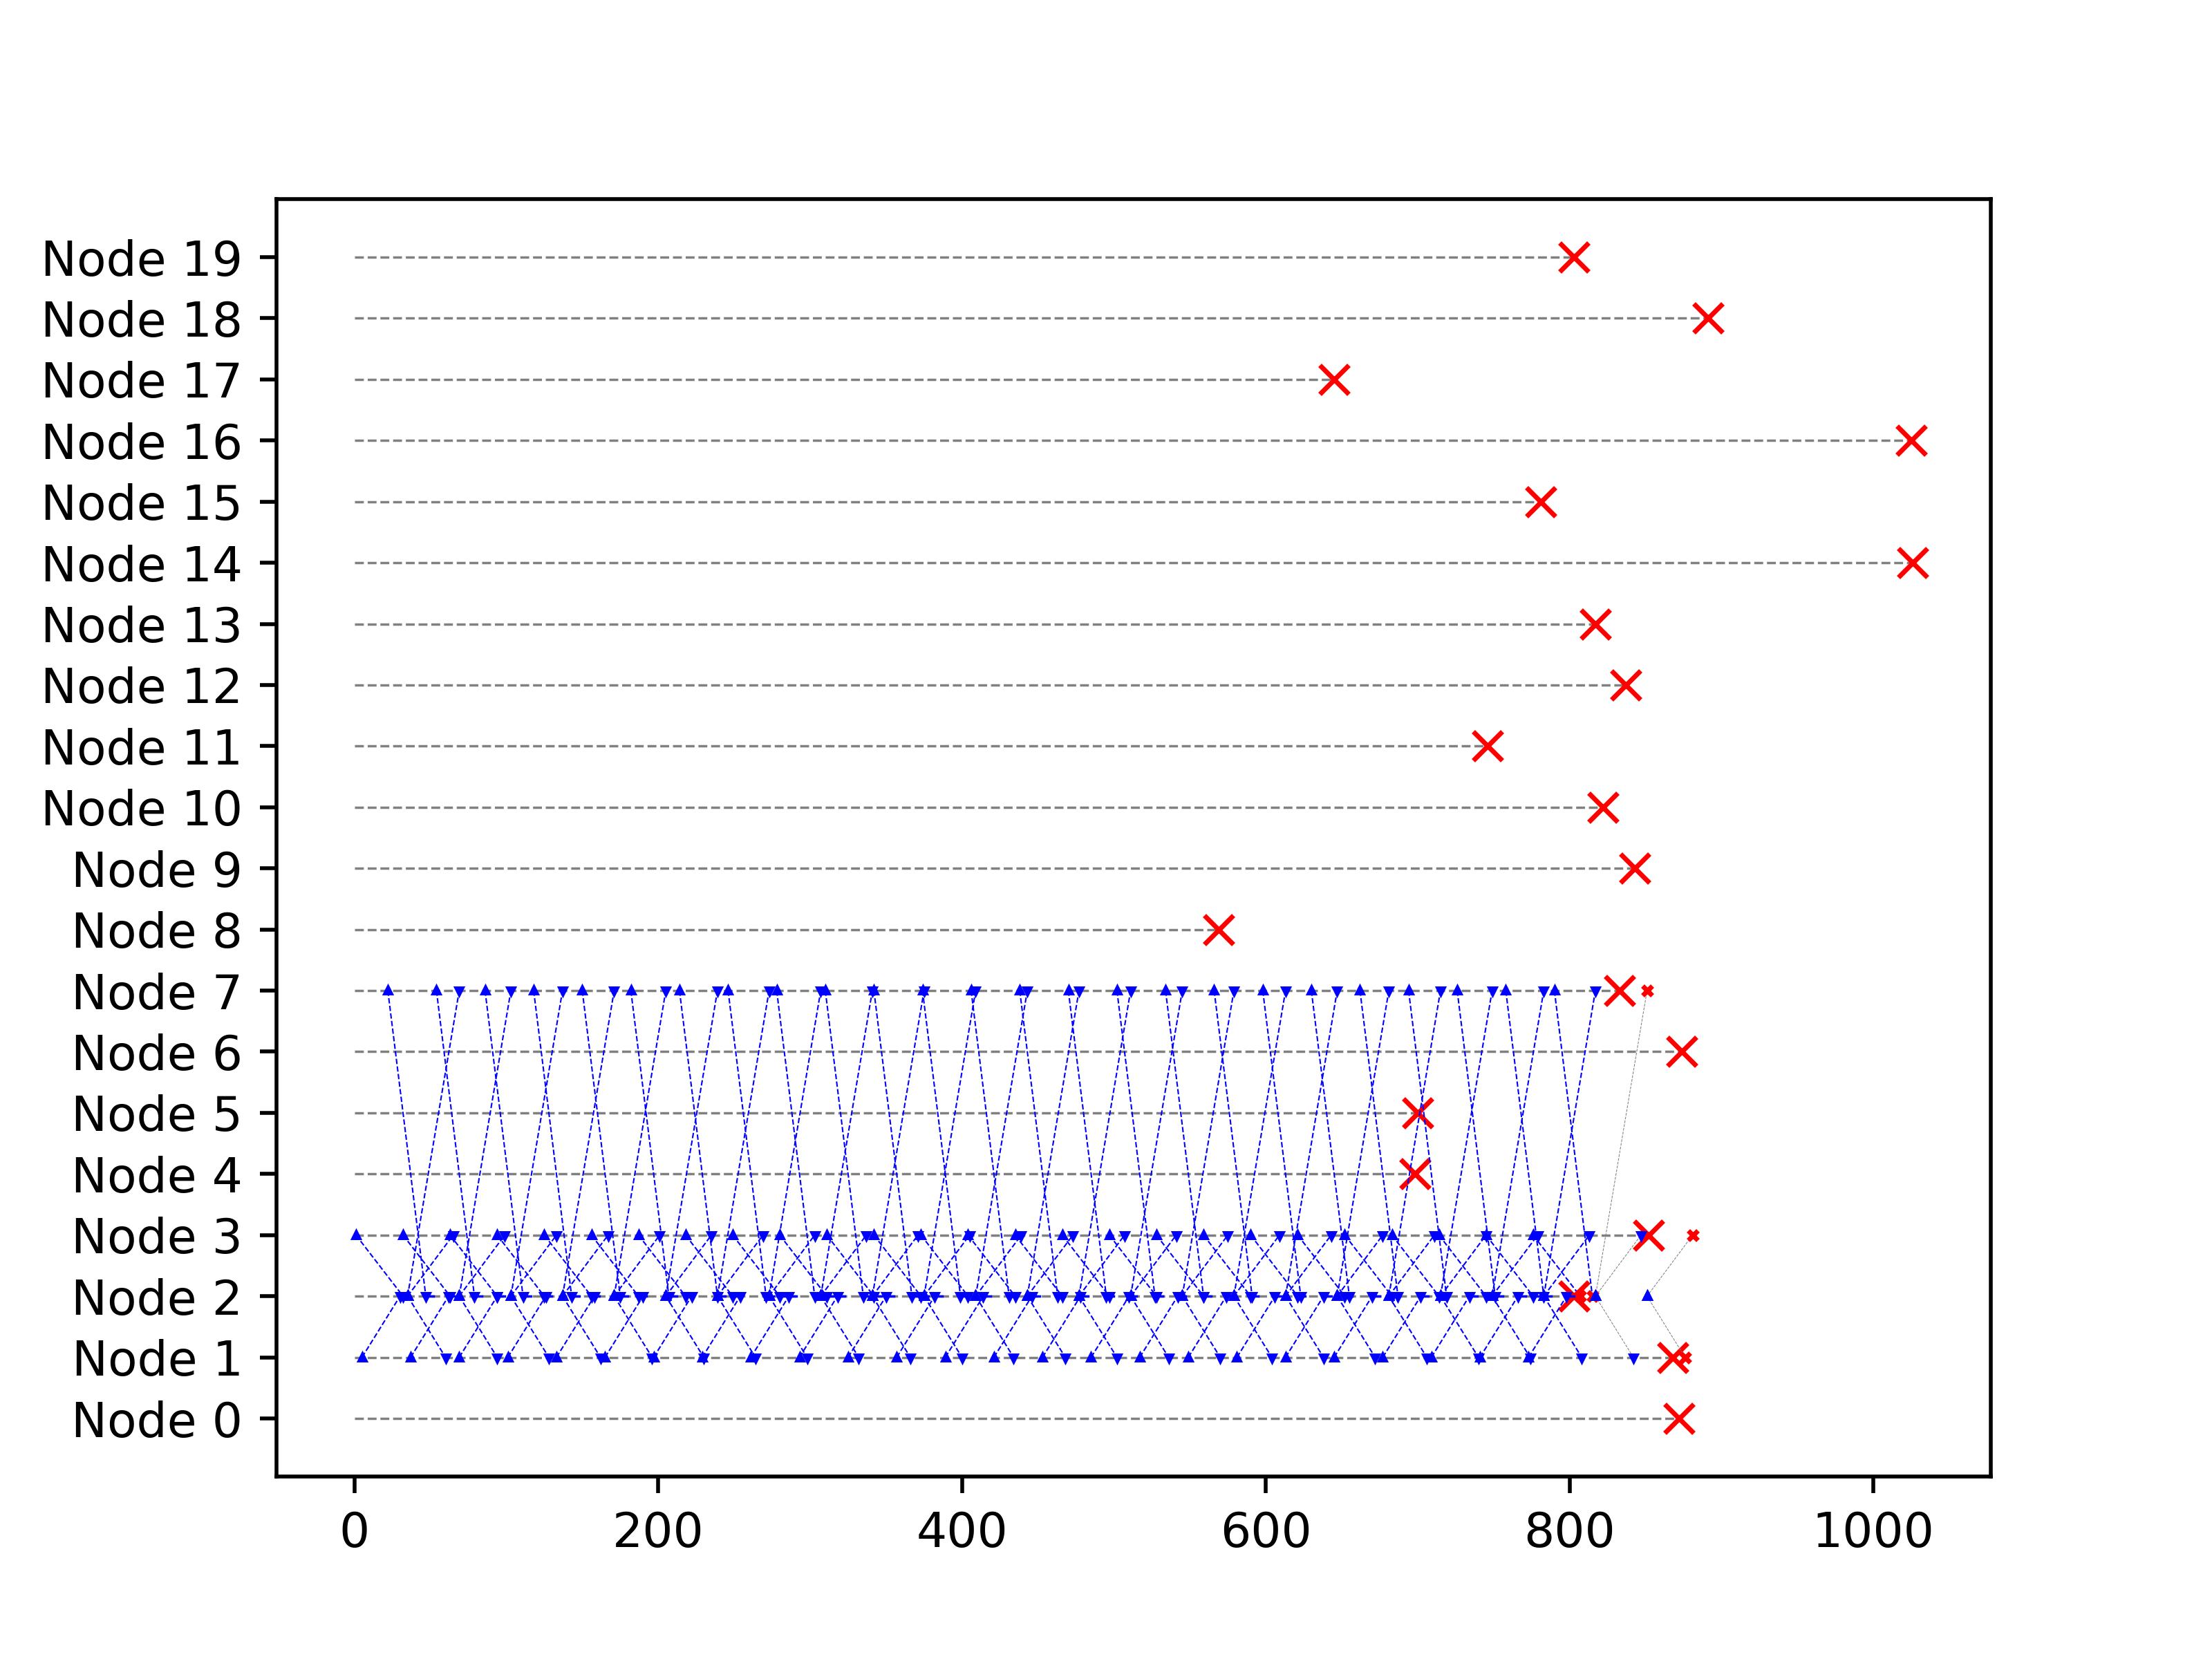 Node 19
Node 18
Node 17
Node 16
Node 15
Node 14
Node 13
Node 12
Node 11
Node 10
Node 9
Node 8
Node 7
Node 6
Node 5
Node 4
Node 3
Node 2
Node 1
Node 0
0 200 400 600 800 1000